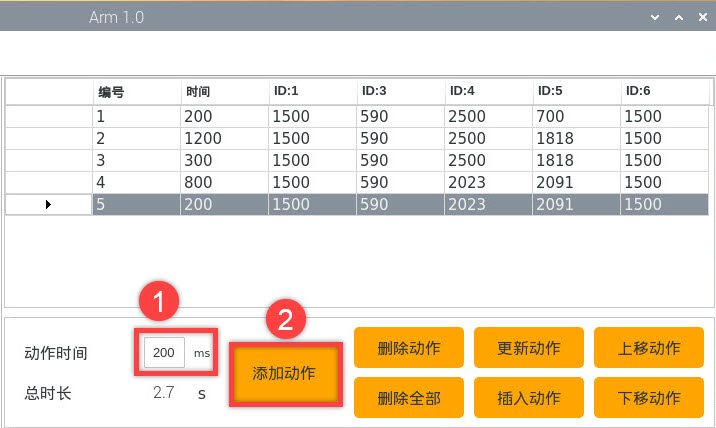 Arm 1.0
编号 时间 ID:1 ID:3 ID:4 ID:5 ID:6
1 200 1500 590 2500 700 1500
2 1200 1500 590 2500 1818 1500
3 300 1500 590 2500 1818 1500
4 800 1500 590 2023 2091 1500
5 200 1500 590 2023 2091 1500
1
2
动作时间 200 ms
添加动作
删除动作 更新动作 上移动作
总时长 2.7 s
删除全部 插入动作 下移动作